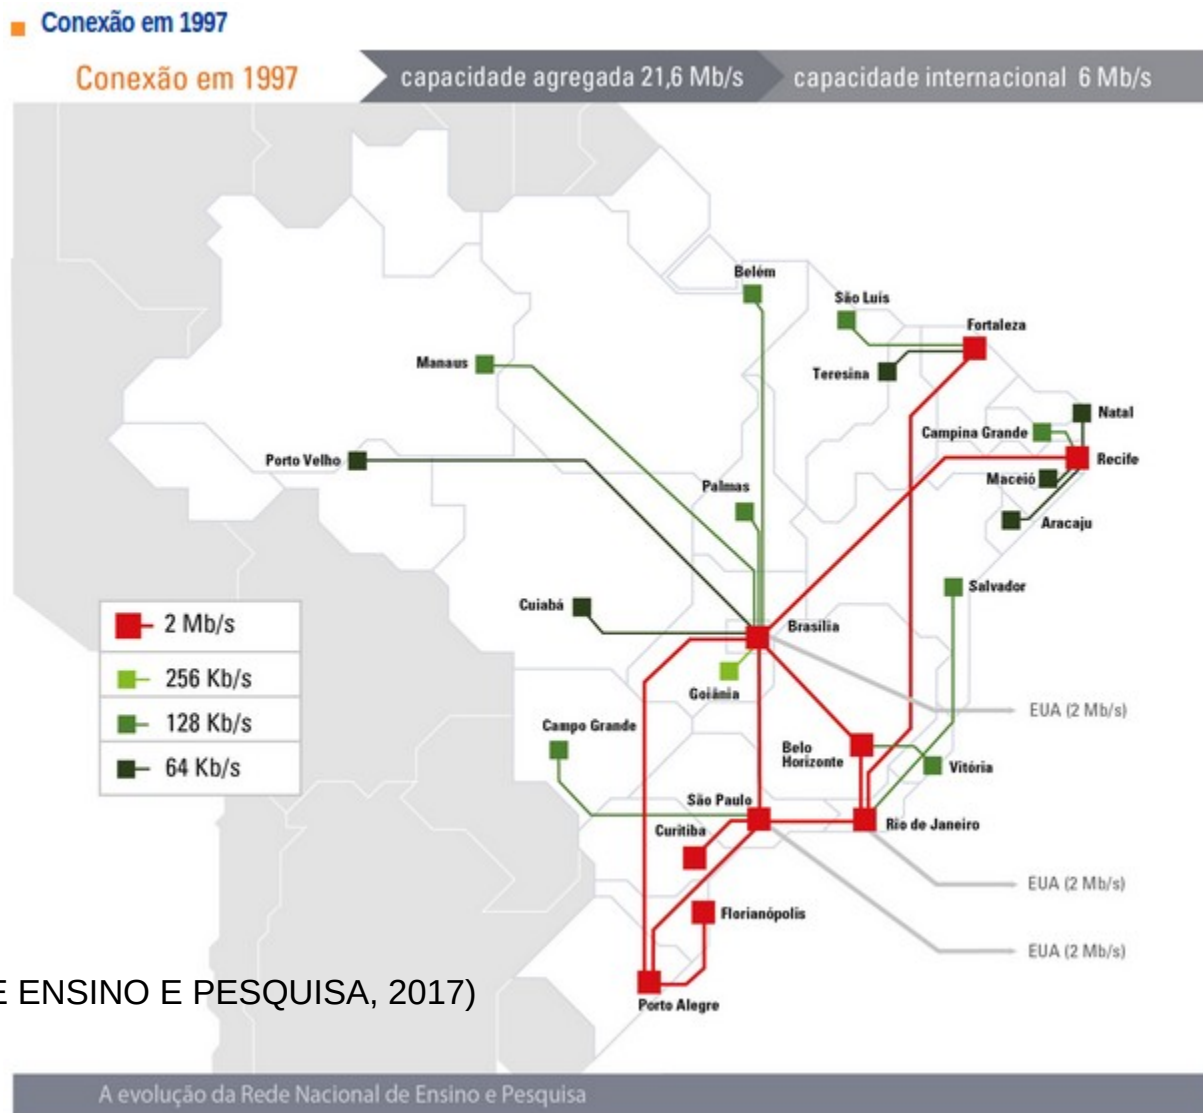 Conexão em 1997
Conexão em 1997
capacidade agregada 21,6 Mb/s
capacidade internacional 6 Mb/s
Belém
São Luís
Fortaleza
Manaus
Teresina
Natal
Campina Grande
Porto Velho
Recife
Maceió
Palmas
Aracaju
Salvador
Cuiabá
Brasília
2 Mb/s
256 Kb/s
128 Kb/s
64 Kb/s
Goiânia
EUA (2 Mb/s)
Campo Grande
Belo
Horizonte
Vitória
São Paulo
Rio de Janeiro
Curitiba
EUA (2 Mb/s)
Florianópolis
EUA (2 Mb/s)
E ENSINO E PESQUISA, 2017)
Porto Alegre
A evolução da Rede Nacional de Ensino e Pesquisa